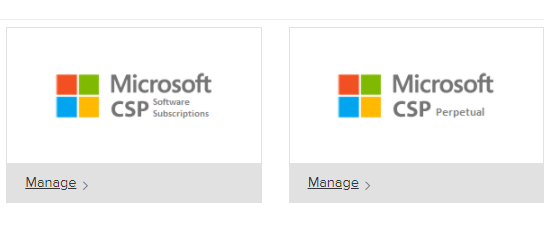 Microsoft
CSP Software
Subscriptions
Manage >
Microsoft
CSP Perpetual
Manage >